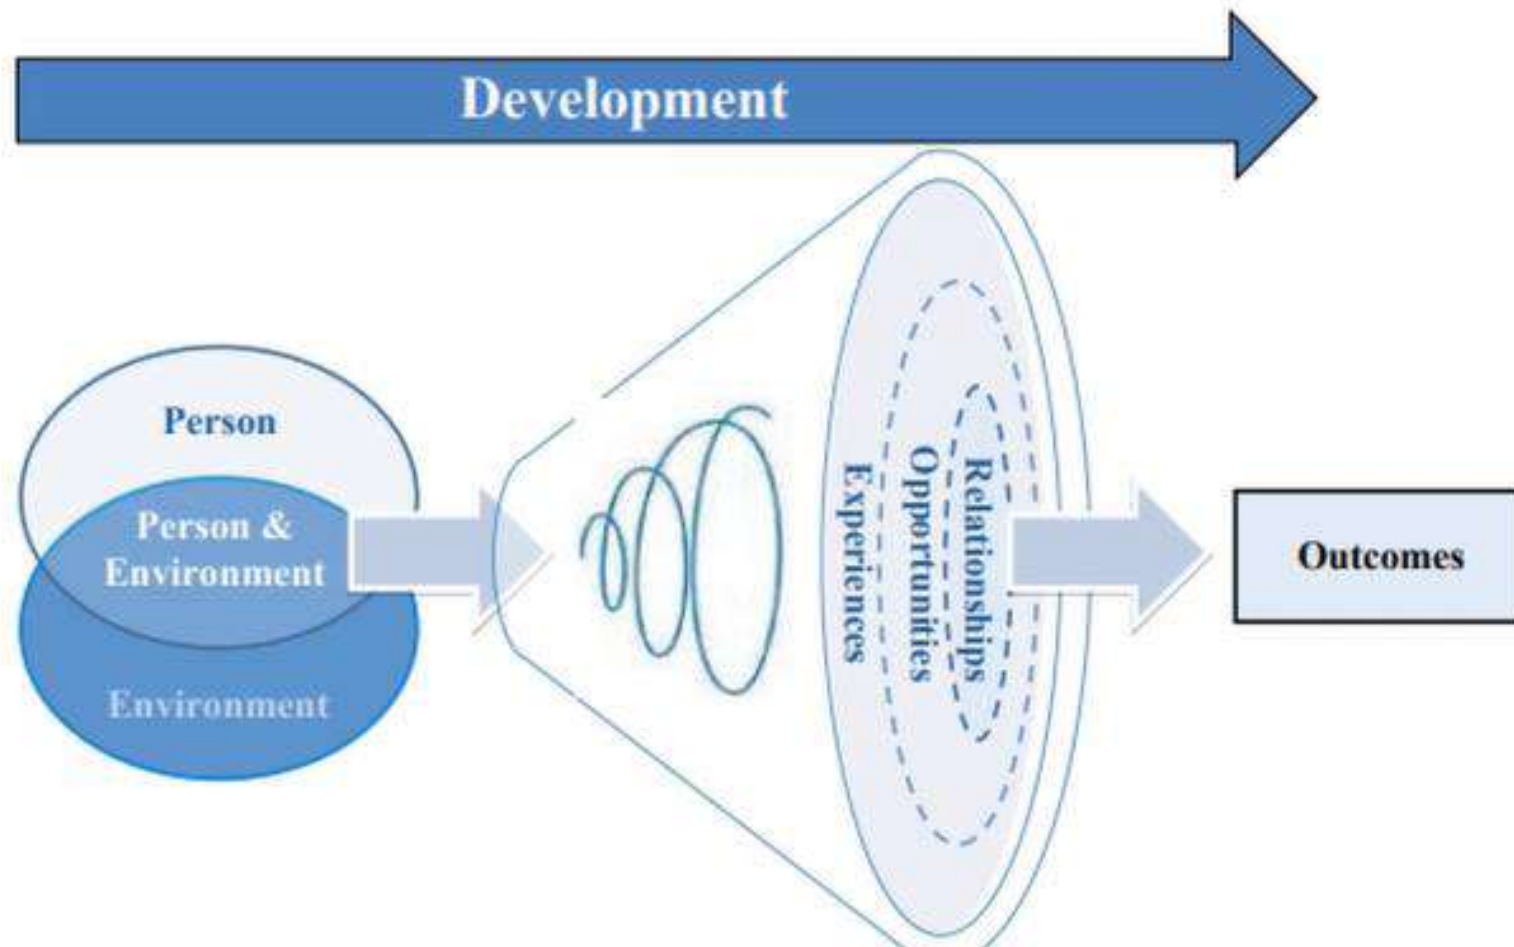 Development
Person
Person &
Environment
Environment
Experiences
Opportunities
Relationships
Outcomes